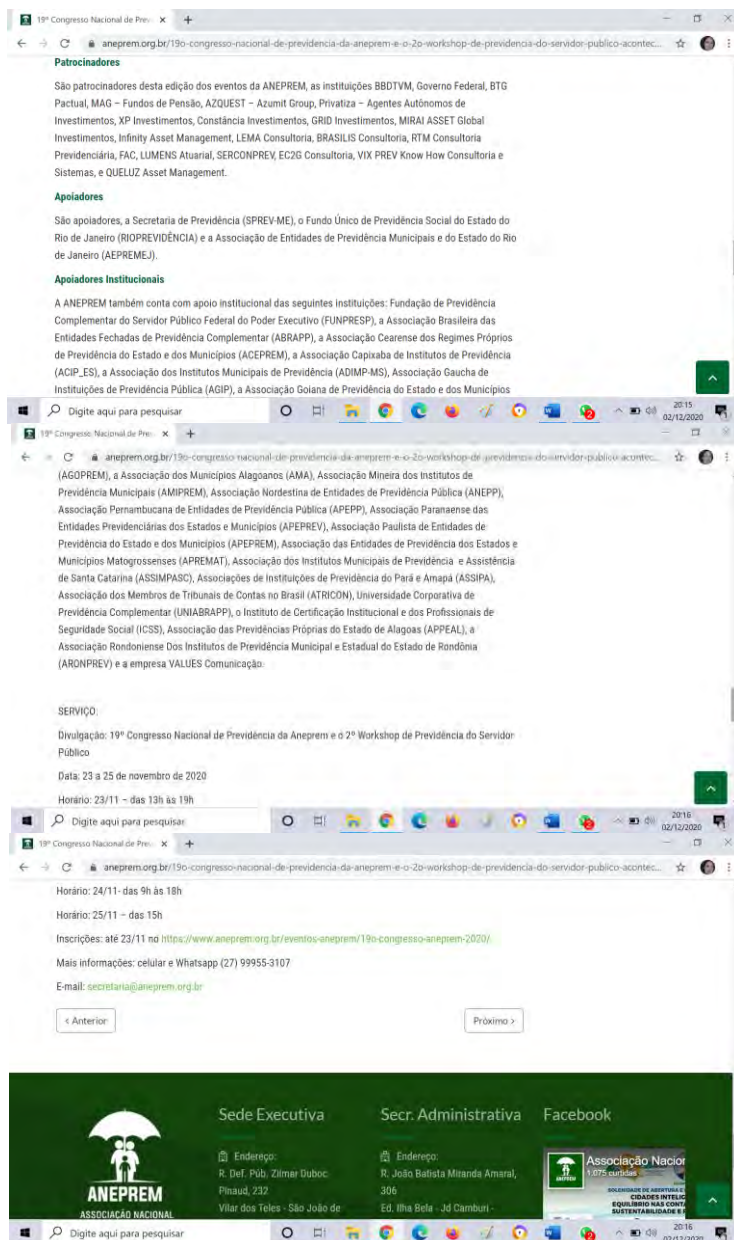 19º Congresso Nacional de Prev
aneprem.org.br/19o-congresso-nacional-de-previdencia-da-aneprem-e-o-2o-workshop-de-previdencia-do-servidor-publico-acontec...
Patrocinadores
São patrocinadores desta edição dos eventos da ANEPREM, as instituições BBDTVM, Governo Federal, BTG
Pactual, MAG – Fundos de Pensão, AZQUEST – Azumit Group, Privatiza – Agentes Autônomos de
Investimentos, XP Investimentos, Constância Investimentos, GRID Investimentos, MIRAI ASSET Global
Investimentos, Infinity Asset Management, LEMA Consultoria, BRASILIS Consultoria, RTM Consultoria
Previdenciária, FAC, LUMENS Atuarial, SERCONPREV, EC2G Consultoria, VIX PREV Know How Consultoria e
Sistemas, e QUELUZ Asset Management.
Apoiadores
São apoiadores, a Secretaria de Previdência (SPREV-ME), o Fundo Único de Previdência Social do Estado do
Rio de Janeiro (RIOPREVIDÊNCIA) e a Associação de Entidades de Previdência Municipais e do Estado do Rio
de Janeiro (AEPREMEJ).
Apoiadores Institucionais
A ANEPREM também conta com apoio institucional das seguintes instituições: Fundação de Previdência
Complementar do Servidor Público Federal do Poder Executivo (FUNPRESP), a Associação Brasileira das
Entidades Fechadas de Previdência Complementar (ABRAPP), a Associação Cearense dos Regimes Próprios
de Previdência do Estado e dos Municípios (ACEPREM), a Associação Capixaba de Institutos de Previdência
(ACIP_ES), a Associação dos Institutos Municipais de Previdência (ADIMP-MS), Associação Gaucha de
Instituições de Previdência Pública (AGIP), a Associação Goiana de Previdência do Estado e dos Municípios
Digite aqui para pesquisar
20:15
02/12/2020
19º Congresso Nacional de Prev
aneprem.org.br/19o-congresso-nacional-de-previdencia-da-aneprem-e-o-2o-workshop-de-previdencia-do-servidor-publico-acontec...
(AGOPREM), a Associação dos Municípios Alagoanos (AMA), Associação Mineira dos Institutos de
Previdência Municipais (AMIPREM), Associação Nordestina de Entidades de Previdência Pública (ANEPP),
Associação Pernambucana de Entidades de Previdência Pública (APEPP), Associação Paranaense das
Entidades Previdenciárias dos Estados e Municípios (APEPREV), Associação Paulista de Entidades de
Previdência do Estado e dos Municípios (APEPREM), Associação das Entidades de Previdência dos Estados e
Municípios Matogrossenses (APREMAT), Associação dos Institutos Municipais de Previdência e Assistência
de Santa Catarina (ASSIMPASC), Associações de Instituições de Previdência do Pará e Amapá (ASSIPA),
Associação dos Membros de Tribunais de Contas no Brasil (ATRICON), Universidade Corporativa de
Previdência Complementar (UNIABRAPP), o Instituto de Certificação Institucional e dos Profissionais de
Seguridade Social (ICSS), Associação das Previdências Próprias do Estado de Alagoas (APPEAL), a
Associação Rondoniense Dos Institutos de Previdência Municipal e Estadual do Estado de Rondônia
(ARONPREV) e a empresa VALUES Comunicação.
SERVIÇO:
Divulgação: 19º Congresso Nacional de Previdência da Aneprem e o 2º Workshop de Previdência do Servidor
Público
Data: 23 a 25 de novembro de 2020
Horário: 23/11 – das 13h às 19h
Digite aqui para pesquisar
20:16
02/12/2020
19º Congresso Nacional de Prev
aneprem.org.br/19o-congresso-nacional-de-previdencia-da-aneprem-e-o-2o-workshop-de-previdencia-do-servidor-publico-acontec...
Horário: 24/11- das 9h às 18h
Horário: 25/11 – das 15h
Inscrições: até 23/11 no https://www.aneprem.org.br/eventos-aneprem/19o-congresso-aneprem-2020/.
Mais informações: celular e Whatsapp (27) 99955-3107
E-mail: secretaria@aneprem.org.br
< Anterior
Próximo >
Sede Executiva
Secr. Administrativa
Facebook
Endereço:
R. Def. Púb. Zilmar Duboc
Pinaud, 232
Vilar dos Teles - São João de
Endereço:
R. João Batista Miranda Amaral,
306
Ed. Ilha Bela - Jd Camburi -
Associação Nacion
1.075 curtidas
SOLENIDADE DE ABERTURA E
CIDADES INTELIG
EQUILÍBRIO NAS CONTA
SUSTENTABILIDADE E
ANEPREM
ASSOCIAÇÃO NACIONAL
Digite aqui para pesquisar
20:16
02/12/2020